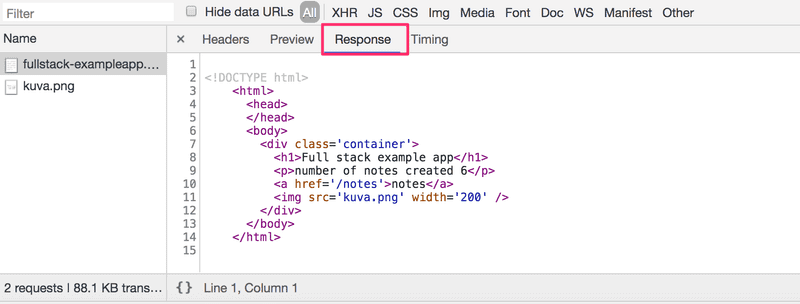 Filter Hide data URLs All XHR JS CSS Img Media Font Doc WS Manifest Other
Name × Headers Preview Response Timing
fullstack-exampleapp....
kuva.png
1
2 <!DOCTYPE html>
3 <html>
4 <head>
5 </head>
6 <body>
7 <div class='container'>
8 <h1>Full stack example app</h1>
9 <p>number of notes created 6</p>
10 <a href='/notes'>notes</a>
11 <img src='kuva.png' width='200' />
12 </div>
13 </body>
14 </html>
15
2 requests | 88.1 KB trans... {} Line 1, Column 1